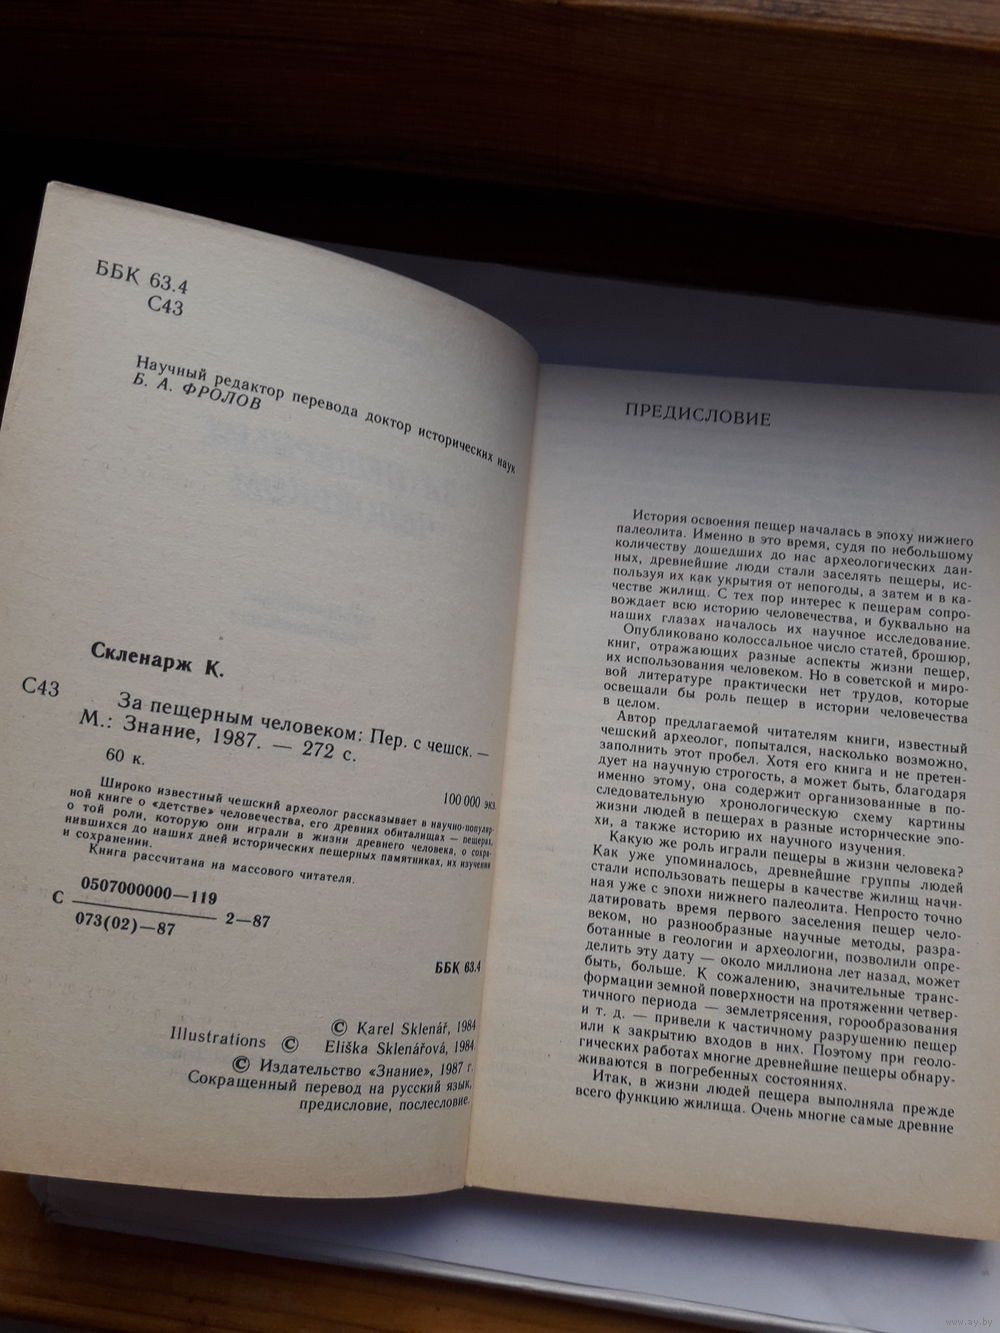 ББК 63.4
С43
Научный редактор перевода доктор исторических наук
Б. А. ФРОЛОВ
Скленарж К.
С43
За пещерным человеком: Пер. с чешск. —
М.: Знание, 1987. — 272 с.
60 к.
100 000 экз.
Широко известный чешский археолог рассказывает в научно-популяр-
ной книге о «детстве» человечества, его древних обиталищах — пещерах,
о той роли, которую они играли в жизни древнего человека, о сохра-
нившихся до наших дней исторических пещерных памятниках, их изучении
и сохранении.
Книга рассчитана на массового читателя.
С
0507000000—119
073(02)—87
2—87
ББК 63.4
© Karel Sklenář, 1984
Illustrations © Eliška Sklenářová, 1984
© Издательство «Знание», 1987 г.
Сокращенный перевод на русский язык,
предисловие, послесловие.
ПРЕДИСЛОВИЕ
История освоения пещер началась в эпоху нижнего
палеолита. Именно в это время, судя по небольшому
количеству дошедших до нас археологических дан-
ных, древнейшие люди стали заселять пещеры, ис-
пользуя их как укрытия от непогоды, а затем и в ка-
честве жилищ. С тех пор интерес к пещерам сопро-
вождает всю историю человечества, и буквально на
наших глазах началось их научное исследование.
Опубликовано колоссальное число статей, брошюр,
книг, отражающих разные аспекты жизни пещер,
их использования человеком. Но в советской и миро-
вой литературе практически нет трудов, которые
освещали бы роль пещер в истории человечества
в целом.
Автор предлагаемой читателям книги, известный
чешский археолог, попытался, насколько возможно,
заполнить этот пробел. Хотя его книга и не претен-
дует на научную строгость, а может быть, благодаря
именно этому, она содержит организованные в по-
следовательную хронологическую схему картины
жизни людей в пещерах в разные исторические эпо-
хи, а также историю их научного изучения.
Какую же роль играли пещеры в жизни человека?
Как уже упоминалось, древнейшие группы людей
стали использовать пещеры в качестве жилищ начи-
ная уже с эпохи нижнего палеолита. Непросто точно
датировать время первого заселения пещер чело-
веком, но разнообразные научные методы, разра-
ботанные в геологии и археологии, позволили опре-
делить эту дату — около миллиона лет назад, может
быть, больше. К сожалению, значительные транс-
формации земной поверхности на протяжении четвер-
тичного периода — землетрясения, горообразования
и т. д. — привели к частичному разрушению пещер
или к закрытию входов в них. Поэтому при геоло-
гических работах многие древнейшие пещеры обнару-
живаются в погребенных состояниях.
Итак, в жизни людей пещера выполняла прежде
всего функцию жилища. Очень многие самые древние
www.ay.by